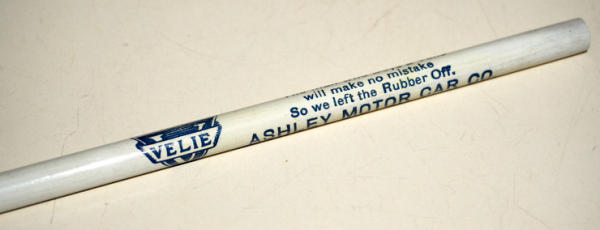 will make no mistake
So we left the Rubber Off.
ASHLEY MOTOR CAR CO
VELIE